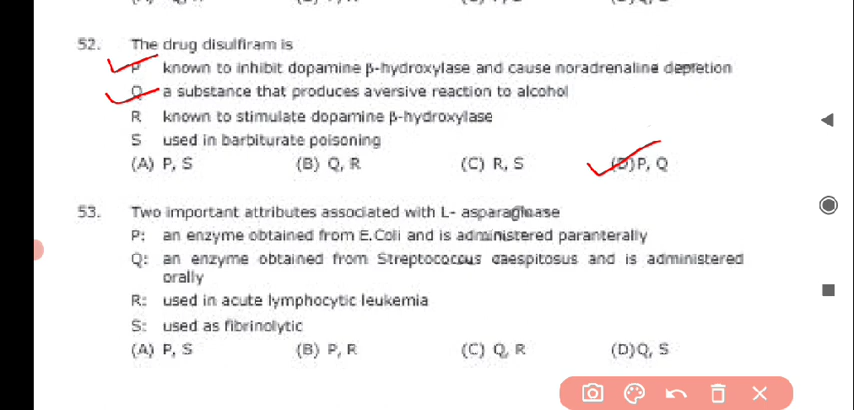 52. The drug disulfiram is
P known to inhibit dopamine β-hydroxylase and cause noradrenaline depletion
Q a substance that produces aversive reaction to alcohol
R known to stimulate dopamine β-hydroxylase
S used in barbiturate poisoning
(A) P, S (B) Q, R (C) R, S (D) P, Q
53. Two important attributes associated with L- asparaginase
P: an enzyme obtained from E.Coli and is administered paranterally
Q: an enzyme obtained from Streptococcus caespitosus and is administered
orally
R: used in acute lymphocytic leukemia
S: used as fibrinolytic
(A) P, S (B) P, R (C) Q, R (D) Q, S